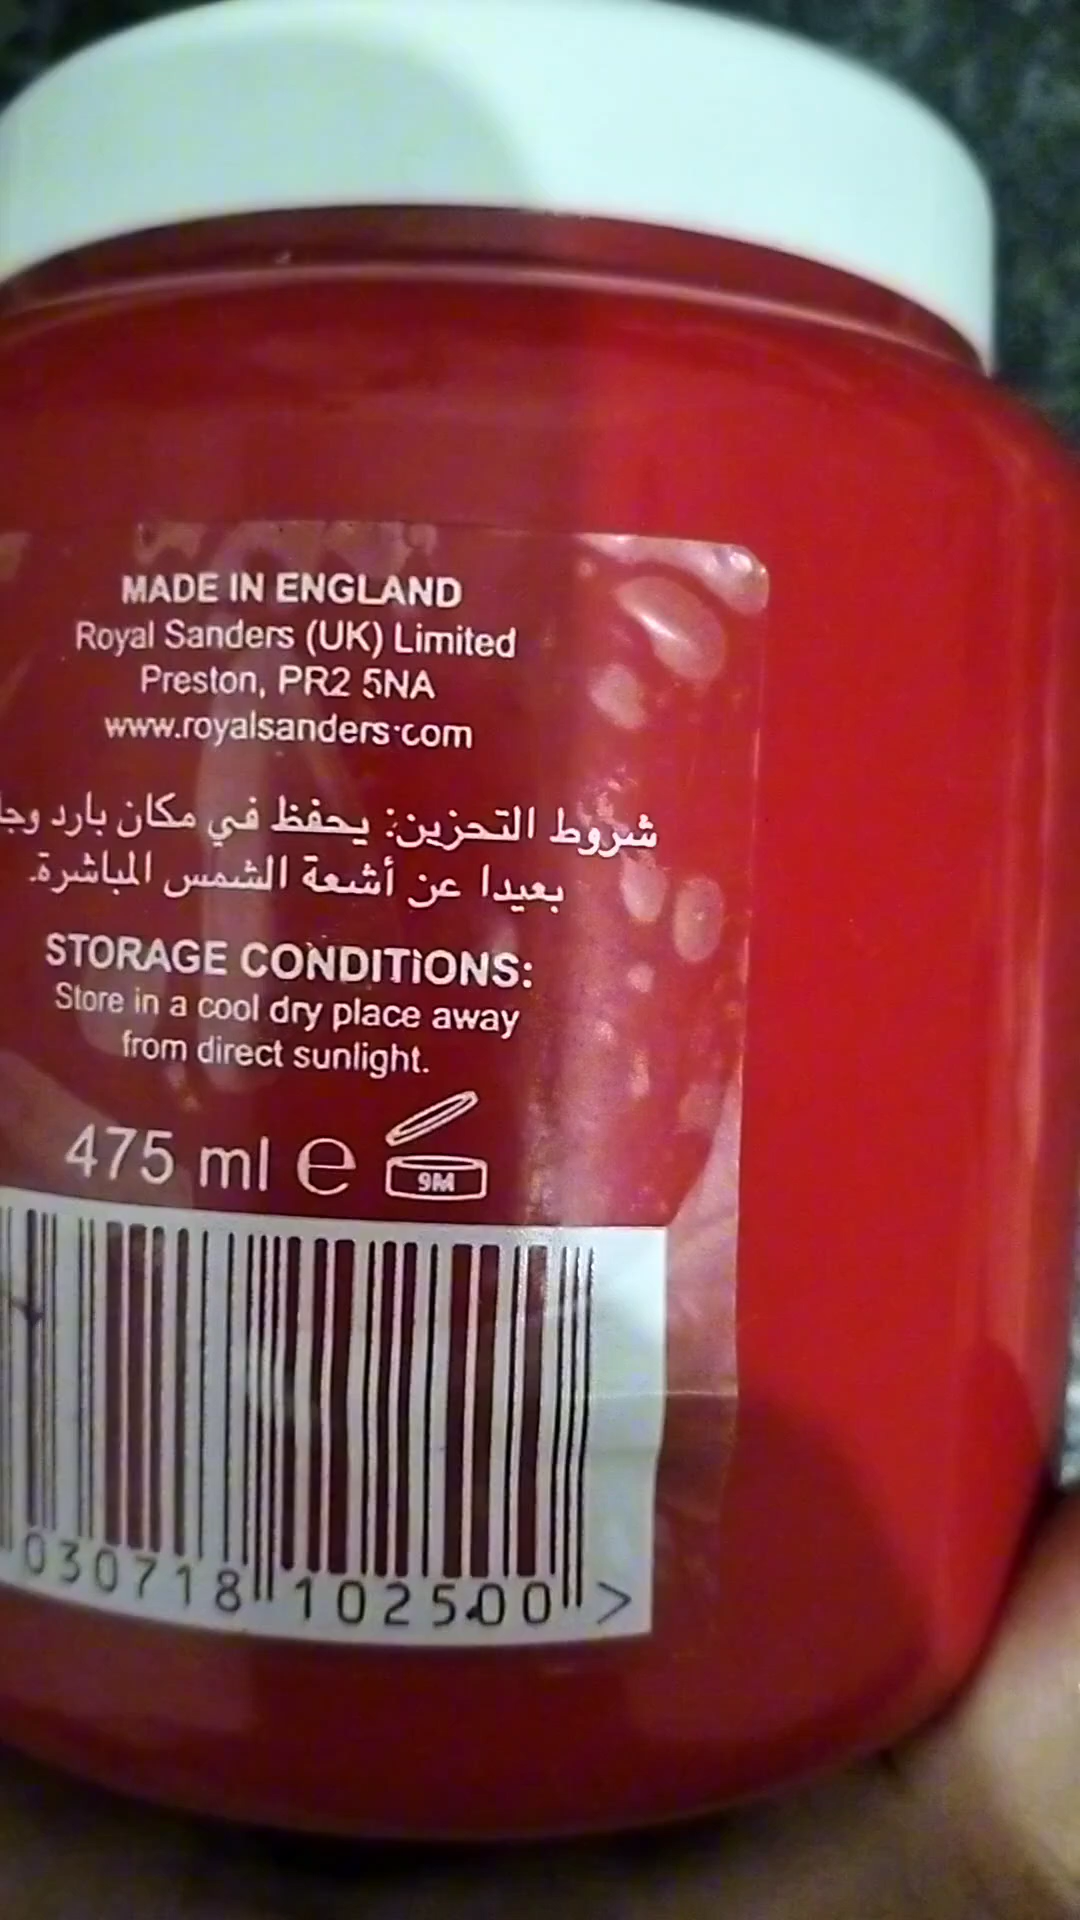 MADE IN ENGLAND
Royal Sanders (UK) Limited
Preston, PR2 5NA
www.royalsanders.com
شروط التحزين: يحفظ في مكان بارد
بعيدا عن أشعة الشمس المباشرة.
STORAGE CONDITIONS:
Store in a cool dry place away
from direct sunlight.
475 ml e
9M
030718 102500 >